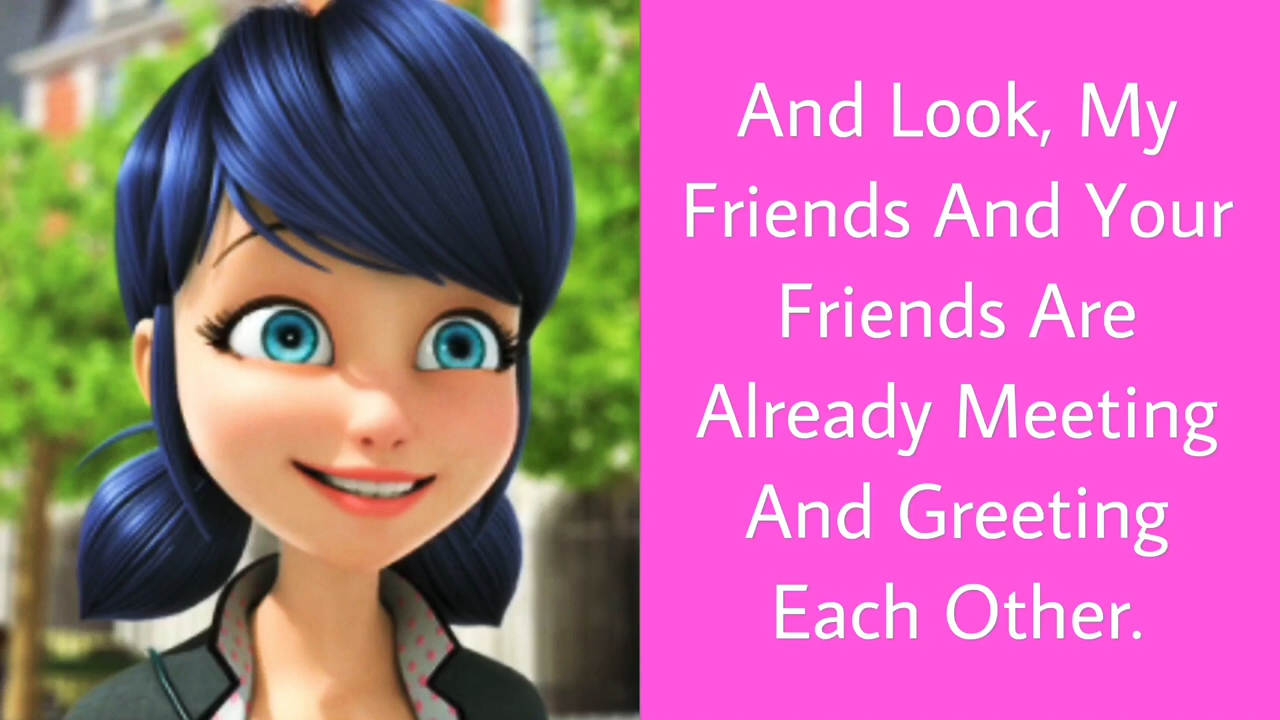 And Look, My
Friends And Your
Friends Are
Already Meeting
And Greeting
Each Other.